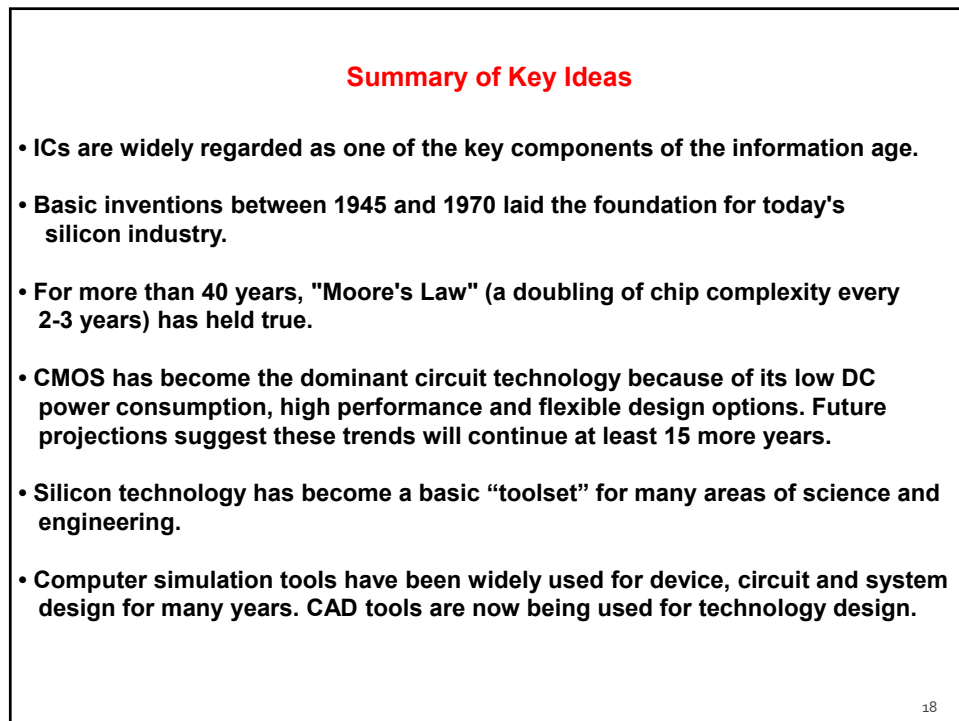 Summary of Key Ideas
• ICs are widely regarded as one of the key components of the information age.
• Basic inventions between 1945 and 1970 laid the foundation for today's
silicon industry.
• For more than 40 years, "Moore's Law" (a doubling of chip complexity every
2-3 years) has held true.
• CMOS has become the dominant circuit technology because of its low DC
power consumption, high performance and flexible design options. Future
projections suggest these trends will continue at least 15 more years.
• Silicon technology has become a basic “toolset” for many areas of science and
engineering.
• Computer simulation tools have been widely used for device, circuit and system
design for many years. CAD tools are now being used for technology design.
18